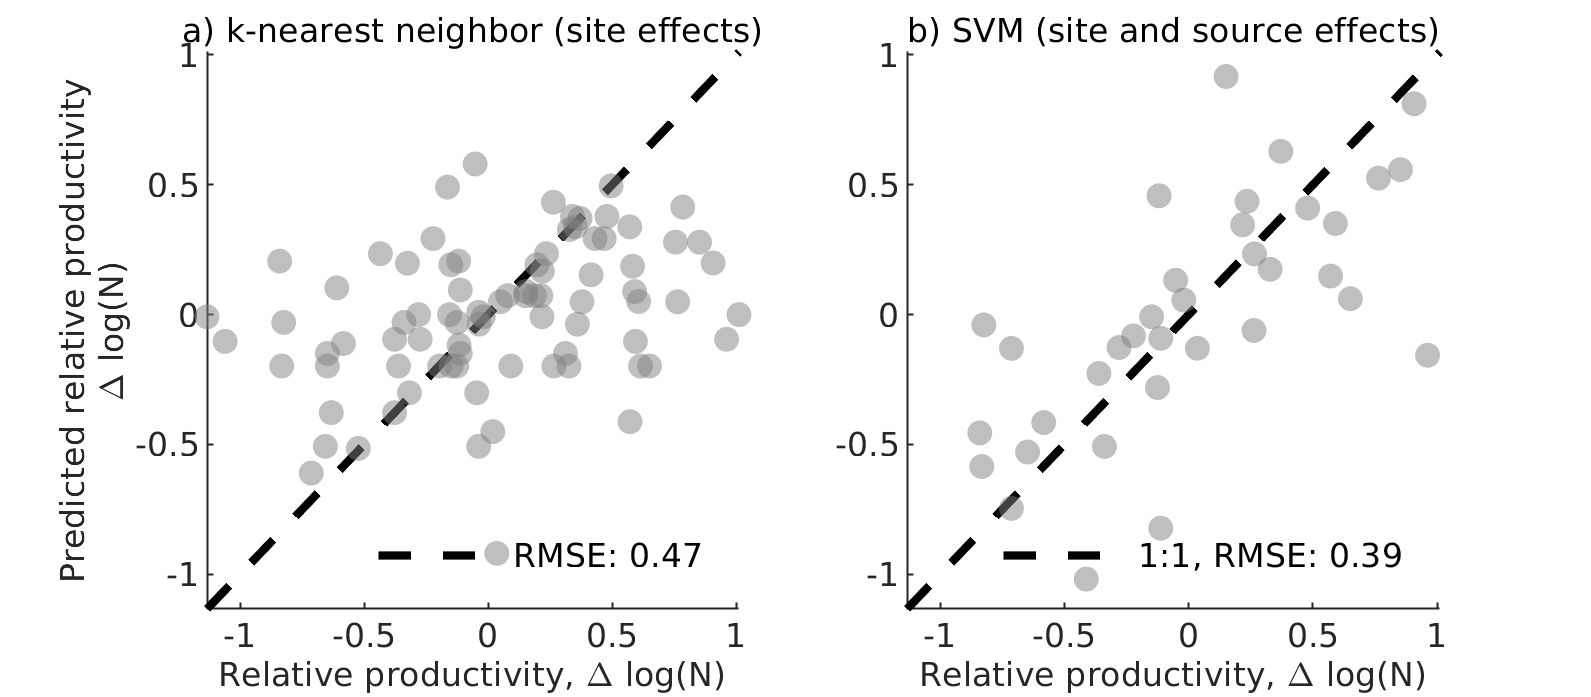 a) k-nearest neighbor (site effects)
Predicted relative productivity
Δ log(N)
1
0.5
0
-0.5
-1
-1
-0.5
0
0.5
1
RMSE: 0.47
Relative productivity, Δ log(N)
b) SVM (site and source effects)
1
0.5
0
-0.5
-1
-1
-0.5
0
0.5
1
1:1, RMSE: 0.39
Relative productivity, Δ log(N)